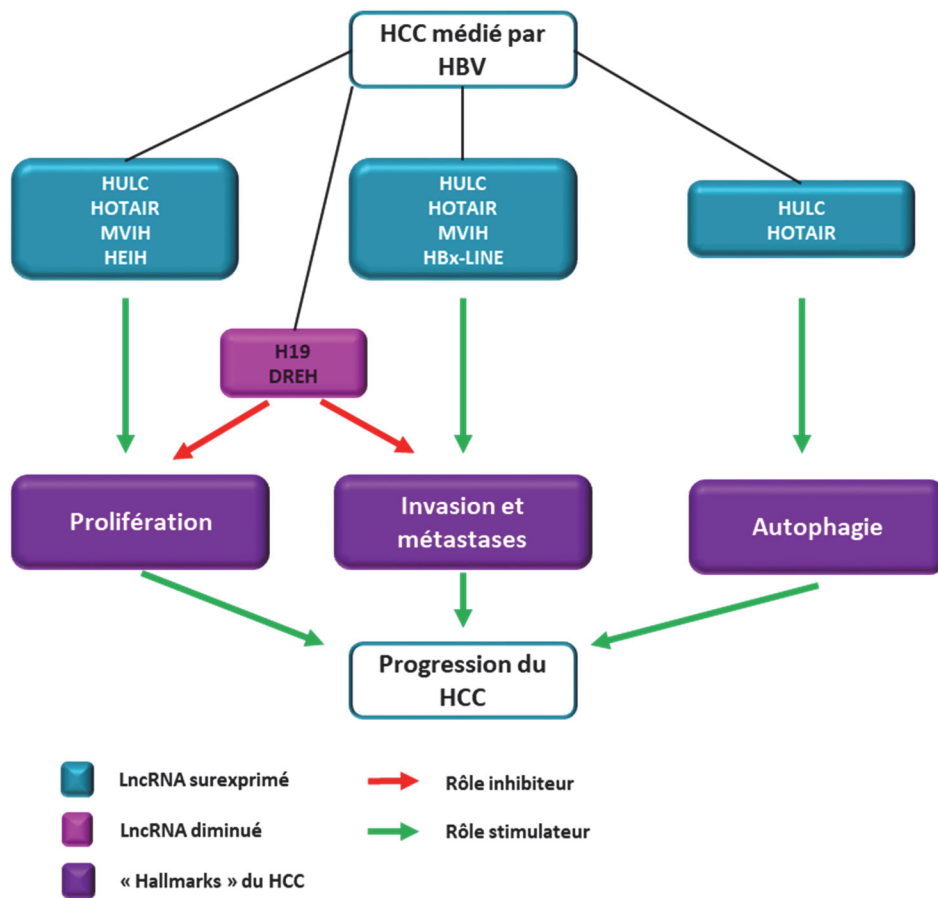 HCC médié par
HBV
HULC
HOTAIR
MVIH
HEIH
HULC
HOTAIR
MVIH
HBx-LINE
HULC
HOTAIR
H19
DREH
Prolifération
Invasion et
métastases
Autophagie
Progression du
HCC
LncRNA surexprimé
Rôle inhibiteur
LncRNA diminué
Rôle stimulateur
« Hallmarks » du HCC